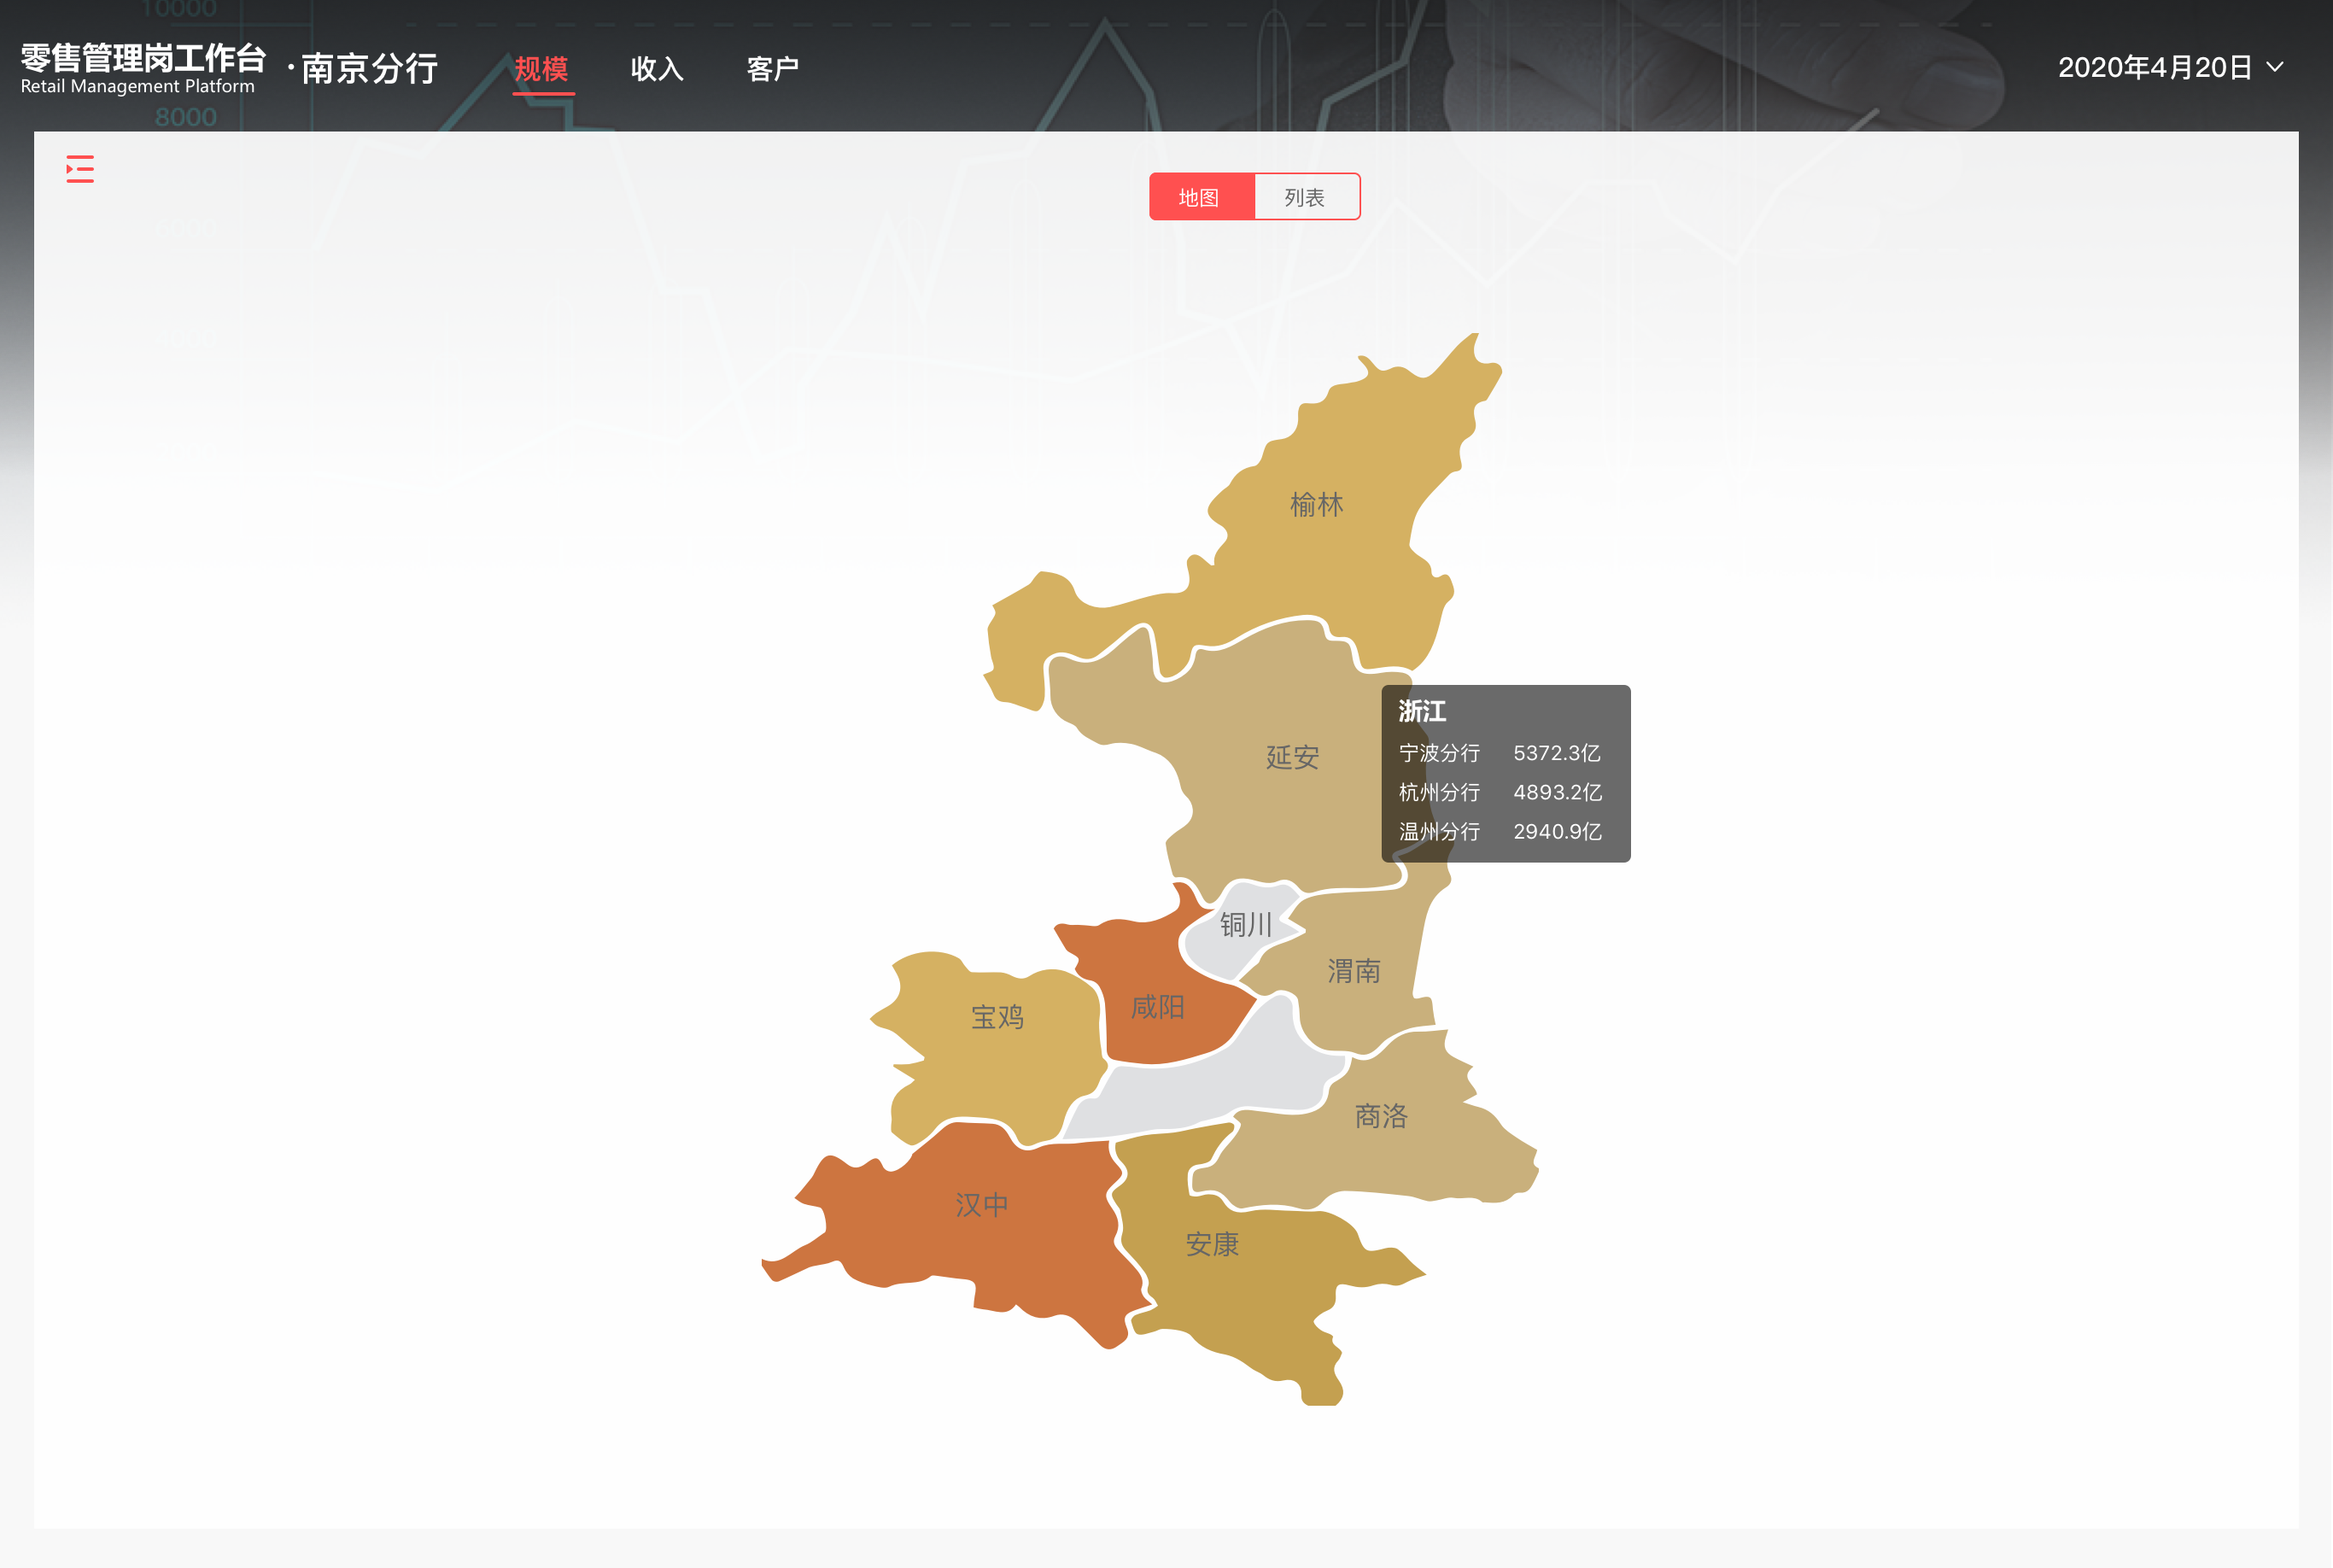 10000
零售管理岗工作台
Retail Management Platform
·南京分行
规模
收入
客户
2020年4月20日
8000
地图
列表
榆林
延安
浙江
宁波分行 5372.3亿
杭州分行 4893.2亿
温州分行 2940.9亿
铜川
渭南
咸阳
宝鸡
商洛
汉中
安康